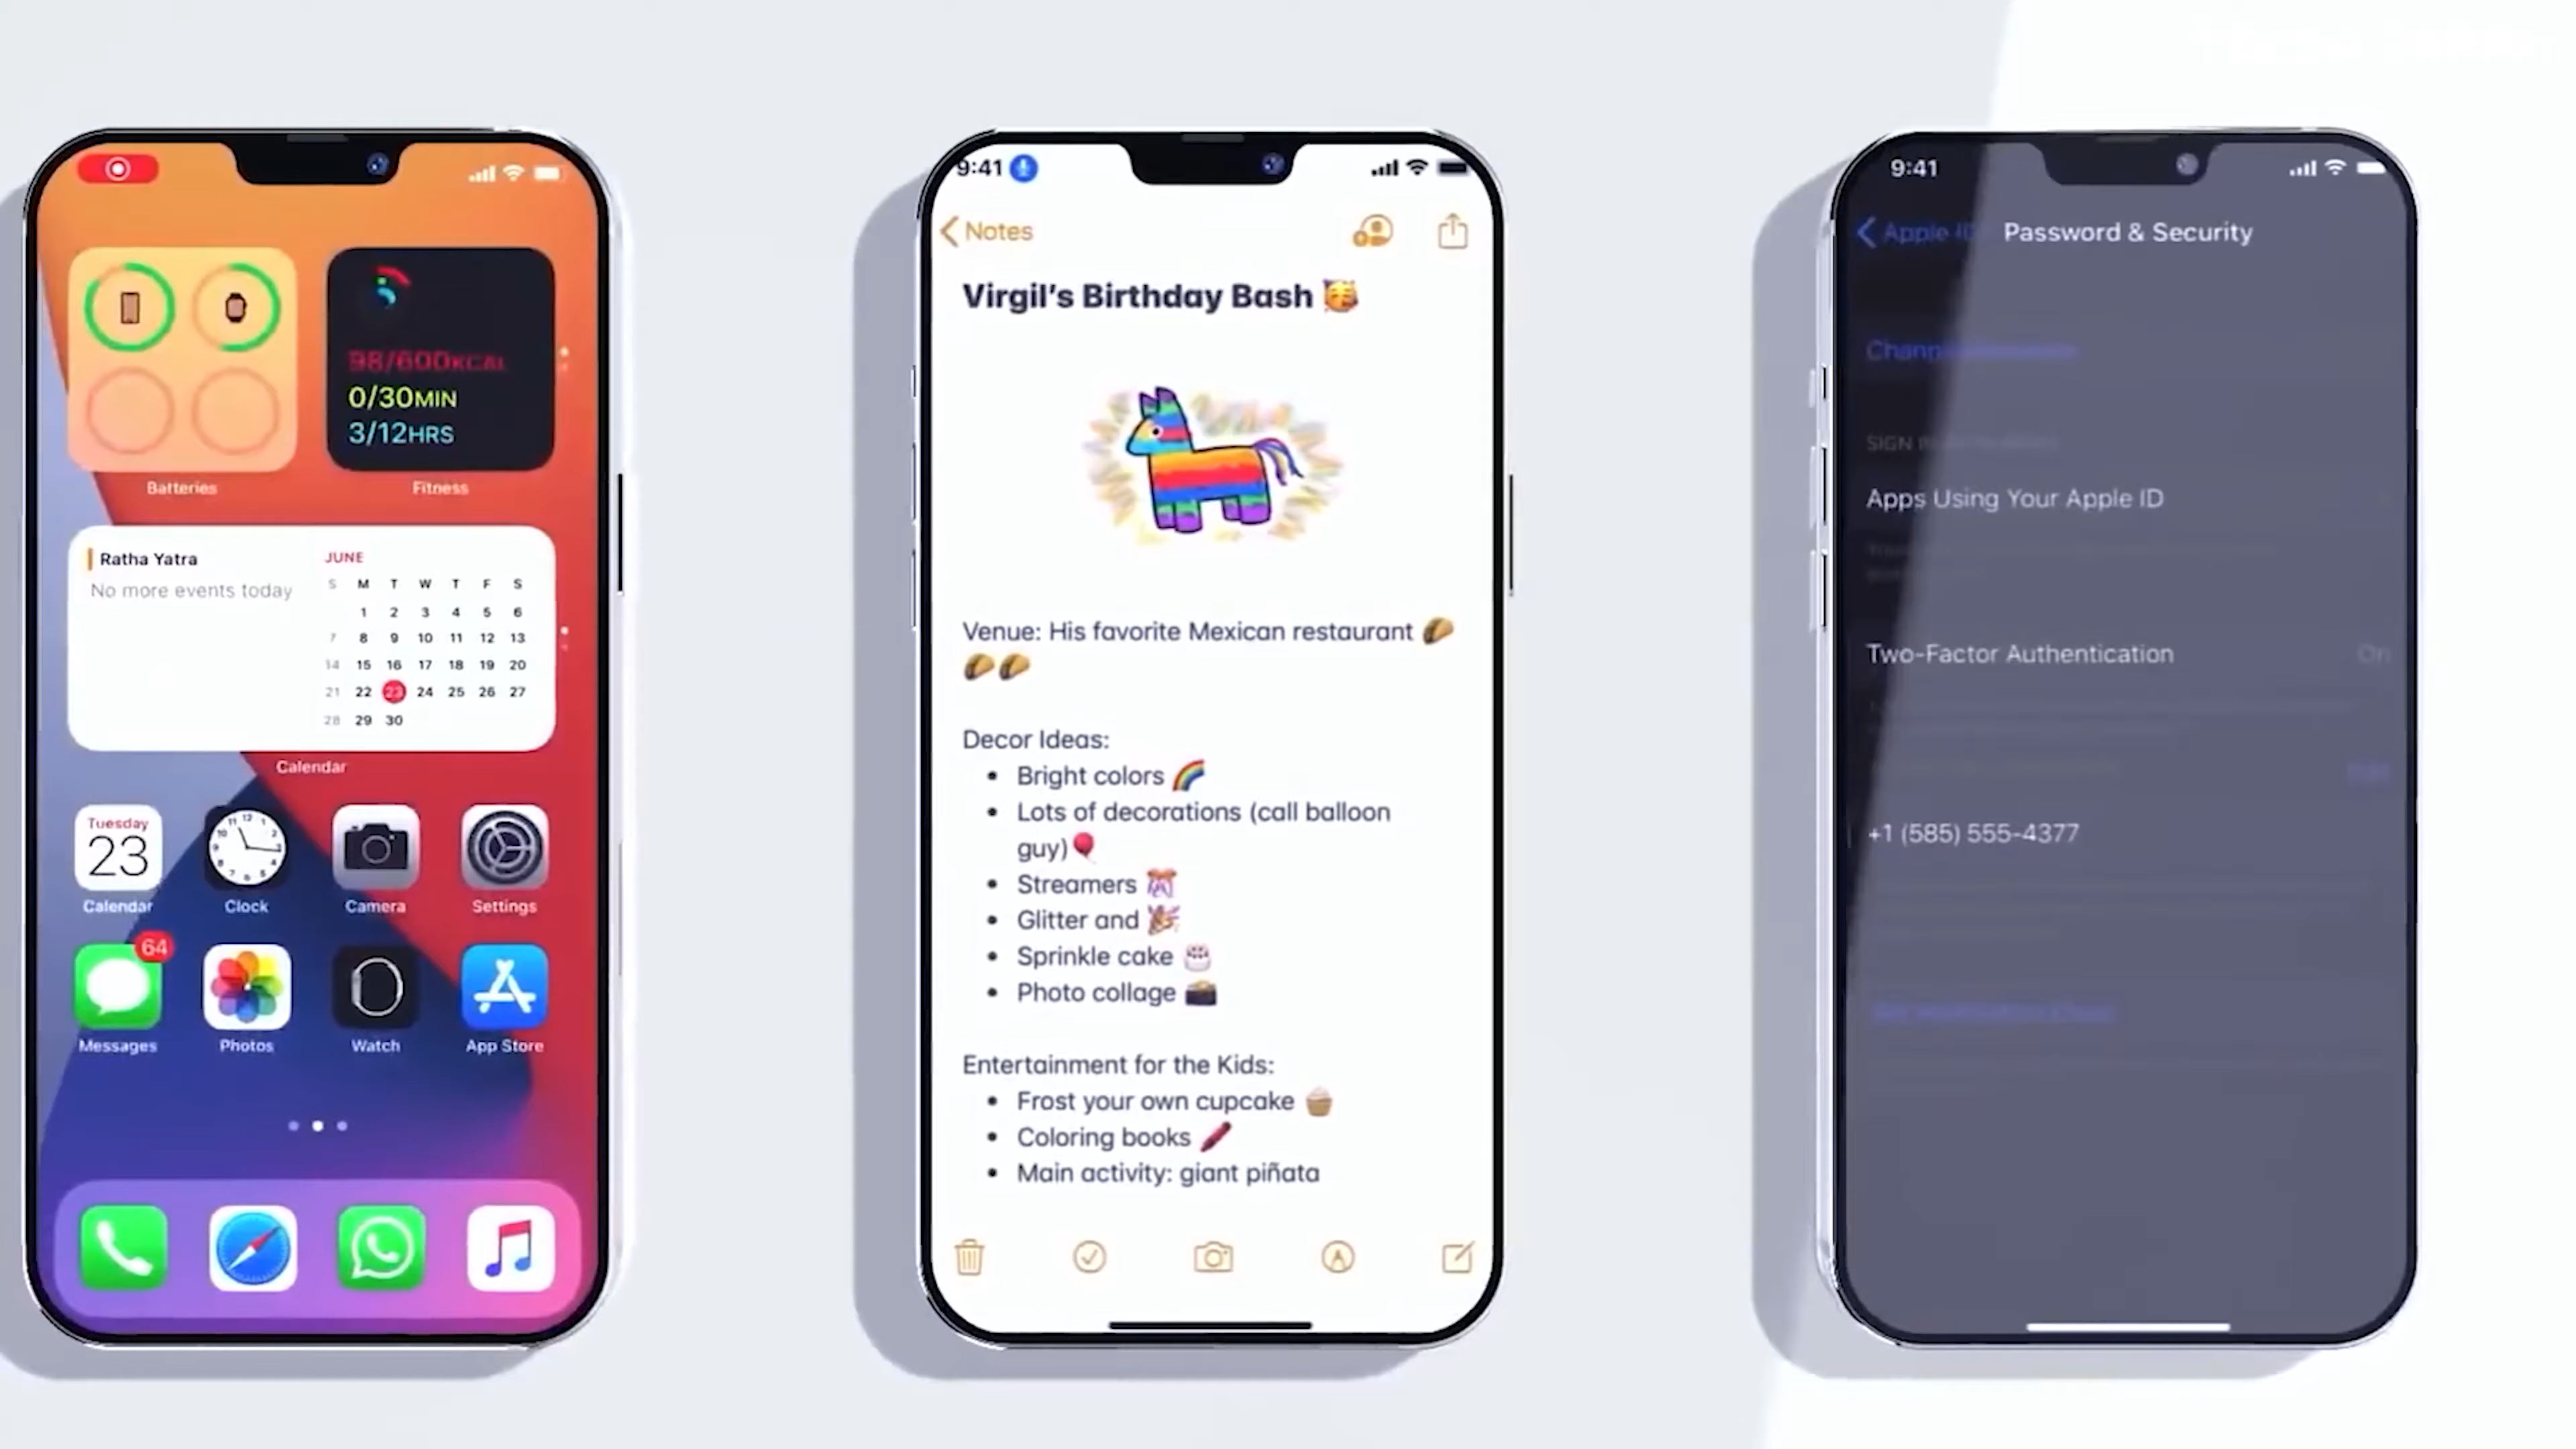 98/600KCAL
0/30MIN
3/12HRS
Batteries
Fitness
Ratha Yatra
No more events today
JUNE
S M T W T F S
1 2 3 4 5 6
7 8 9 10 11 12 13
14 15 16 17 18 19 20
21 22 23 24 25 26 27
28 29 30
Calendar
Tuesday
23
12
Calendar
Clock
Camera
Settings
64
Messages
Photos
Watch
App Store
9:41
Notes
Virgil's Birthday Bash 🥳
Venue: His favorite Mexican restaurant 🌮
🌮🌮
Decor Ideas:
• Bright colors 🌈
• Lots of decorations (call balloon
guy)🎈
• Streamers 🎊
• Glitter and 🎉
• Sprinkle cake 🎂
• Photo collage 📸
Entertainment for the Kids:
• Frost your own cupcake 🧁
• Coloring books 🖍️
• Main activity: giant piñata
9:41
Apple ID
Password & Security
SIGN
Apps Using Your Apple ID
Two-Factor Authentication
On
+1 (585) 555-4377